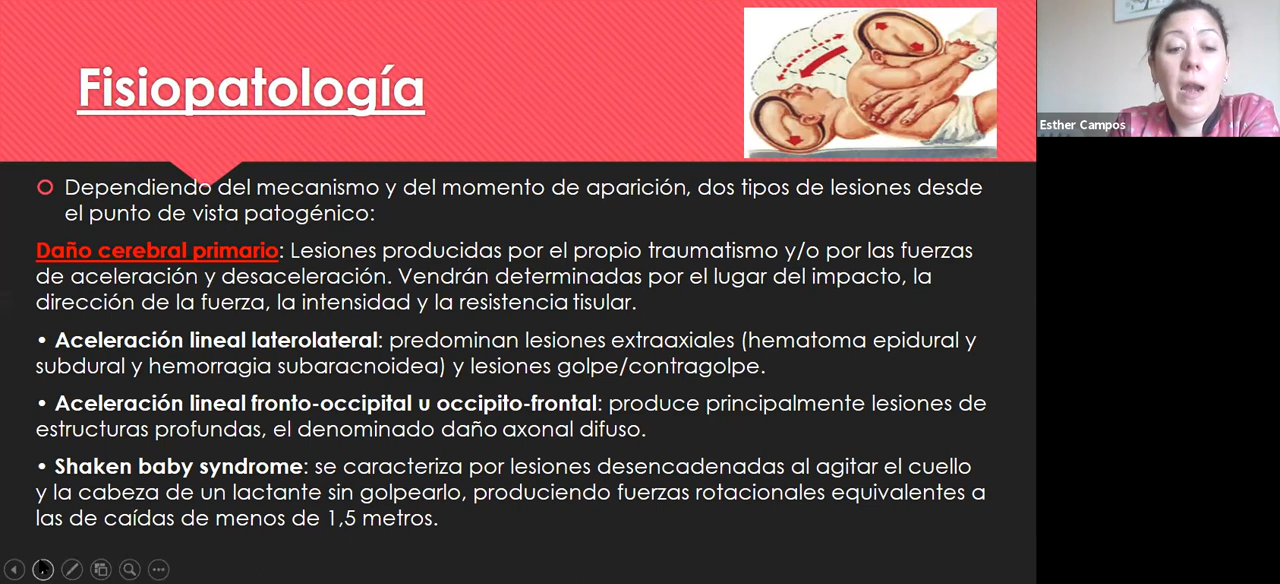 Fisiopatología
Esther Campos
Dependiendo del mecanismo y del momento de aparición, dos tipos de lesiones desde
el punto de vista patogénico:
Daño cerebral primario: Lesiones producidas por el propio traumatismo y/o por las fuerzas
de aceleración y desaceleración. Vendrán determinadas por el lugar del impacto, la
dirección de la fuerza, la intensidad y la resistencia tisular.
• Aceleración lineal laterolateral: predominan lesiones extraaxiales (hematoma epidural y
subdural y hemorragia subaracnoidea) y lesiones golpe/contragolpe.
• Aceleración lineal fronto-occipital u occipito-frontal: produce principalmente lesiones de
estructuras profundas, el denominado daño axonal difuso.
• Shaken baby syndrome: se caracteriza por lesiones desencadenadas al agitar el cuello
y la cabeza de un lactante sin golpearlo, produciendo fuerzas rotacionales equivalentes a
las de caídas de menos de 1,5 metros.